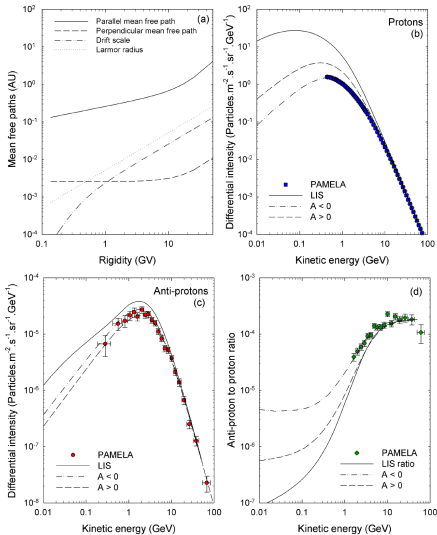 (a)
Parallel mean free path
Perpendicular mean free path
Drift scale
Larmor radius
Mean free paths (AU)
10³
10²
10¹
10⁰
10⁻¹
10⁻²
10⁻³
10⁻⁴
0.1 1 10
Rigidity (GV)
Protons
(b)
Differential intensity (Particles.m⁻².s⁻¹.sr⁻¹.GeV⁻¹)
10²
10¹
10⁰
10⁻¹
10⁻²
10⁻³
10⁻⁴
PAMELA
LIS
A < 0
A > 0
0.01 0.1 1 10 100
Kinetic energy (GeV)
Anti-protons
(c)
Differential intensity (Particles.m⁻².s⁻¹.sr⁻¹.GeV⁻¹)
10⁻⁴
10⁻⁵
10⁻⁶
10⁻⁷
10⁻⁸
PAMELA
LIS
A < 0
A > 0
0.01 0.1 1 10 100
Kinetic energy (GeV)
(d)
Anti-proton to proton ratio
10⁻³
10⁻⁴
10⁻⁵
10⁻⁶
10⁻⁷
PAMELA
LIS ratio
A < 0
A > 0
0.01 0.1 1 10 100
Kinetic energy (GeV)